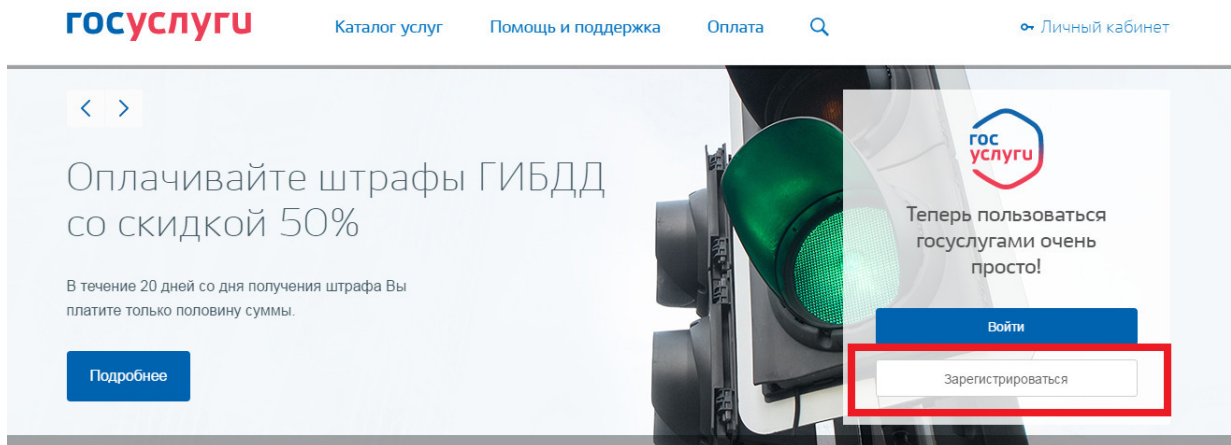 госуслуги
Каталог услуг
Помощь и поддержка
Оплата
Личный кабинет
Оплачивайте штрафы ГИБДД
со скидкой 50%
В течение 20 дней со дня получения штрафа Вы
платите только половину суммы.
Подробнее
гос
услуги
Теперь пользоваться
госуслугами очень
просто!
Войти
Зарегистрироваться